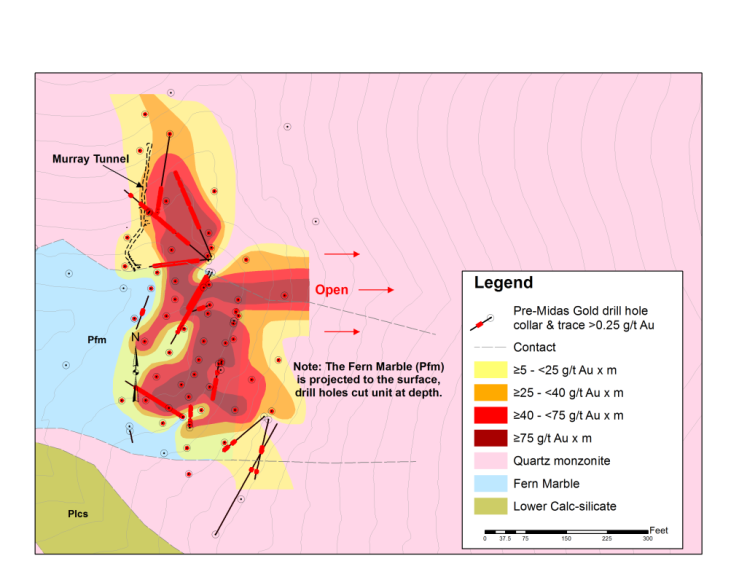 Murray Tunnel
Open
Pfm
N
Note: The Fern Marble (Pfm)
is projected to the surface,
drill holes cut unit at depth.
Plcs
Legend
Pre-Midas Gold drill hole
collar & trace >0.25 g/t Au
Contact
≥5 - <25 g/t Au x m
≥25 - <40 g/t Au x m
≥40 - <75 g/t Au x m
≥75 g/t Au x m
Quartz monzonite
Fern Marble
Lower Calc-silicate
Feet
0 37.5 75 150 225 300